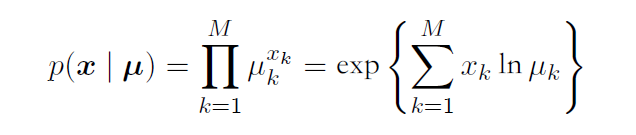 p(x | μ) = ∏_{k=1}^{M} μ_k^{x_k} = exp { ∑_{k=1}^{M} x_k ln μ_k }